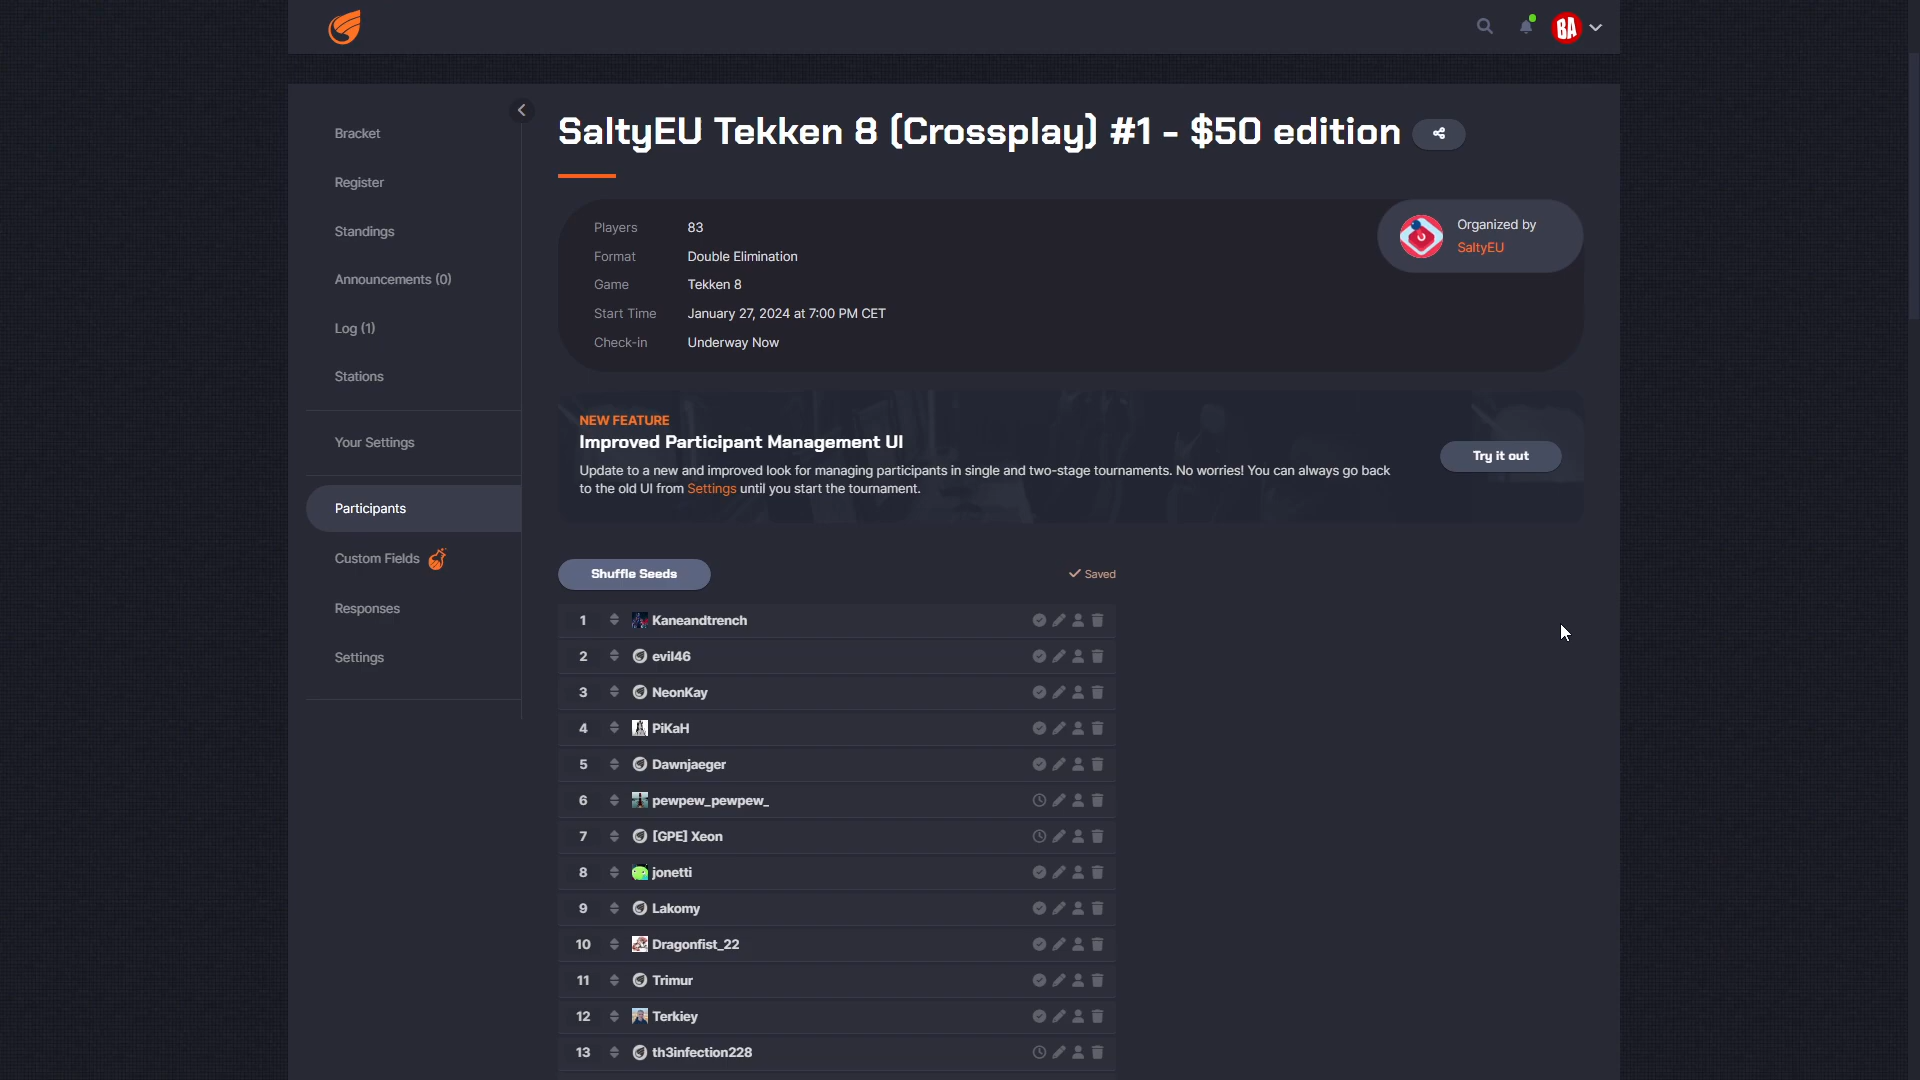 BA
Bracket
Register
Standings
Announcements (0)
Log (1)
Stations
Your Settings
Participants
Custom Fields
Responses
Settings
SaltyEU Tekken 8 (Crossplay) #1 - $50 edition
Players 83
Format Double Elimination
Game Tekken 8
Start Time January 27, 2024 at 7:00 PM CET
Check-in Underway Now
Organized by
SaltyEU
NEW FEATURE
Improved Participant Management UI
Update to a new and improved look for managing participants in single and two-stage tournaments. No worries! You can always go back
to the old UI from Settings until you start the tournament.
Try it out
Shuffle Seeds
Saved
1 Kaneandtrench
2 evil46
3 NeonKay
4 PiKaH
5 Dawnjaeger
6 pewpew_pewpew_
7 [GPE] Xeon
8 jonetti
9 Lakomy
10 Dragonfist_22
11 Trimur
12 Terkiey
13 th3infection228